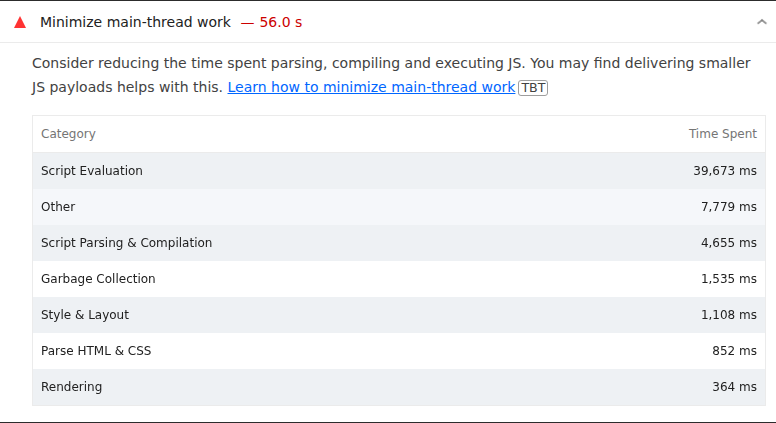 Minimize main-thread work — 56.0 s
Consider reducing the time spent parsing, compiling and executing JS. You may find delivering smaller
JS payloads helps with this. Learn how to minimize main-thread work TBT
Category Time Spent
Script Evaluation 39,673 ms
Other 7,779 ms
Script Parsing & Compilation 4,655 ms
Garbage Collection 1,535 ms
Style & Layout 1,108 ms
Parse HTML & CSS 852 ms
Rendering 364 ms